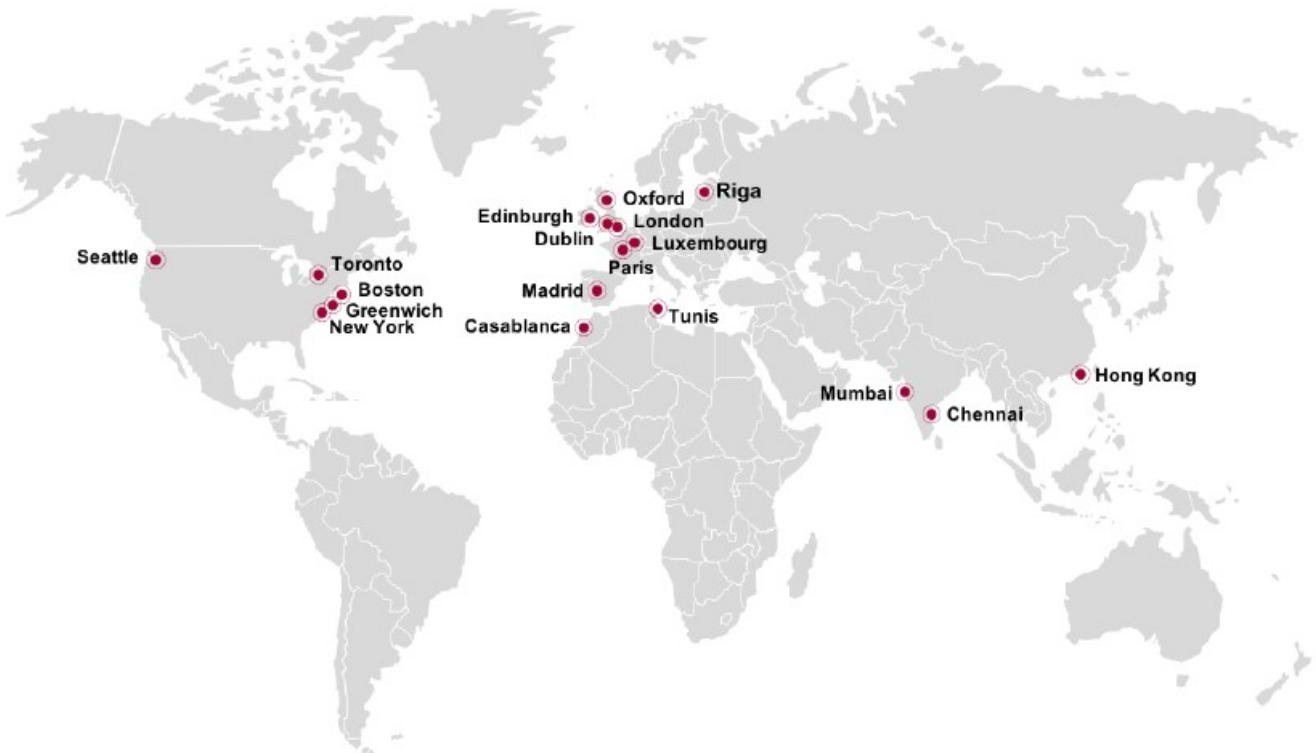 Riga
Oxford
Edinburgh
London
Dublin
Luxembourg
Seattle
Paris
Toronto
Madrid
Boston
Greenwich
Tunis
New York
Casablanca
Hong Kong
Mumbai
Chennai